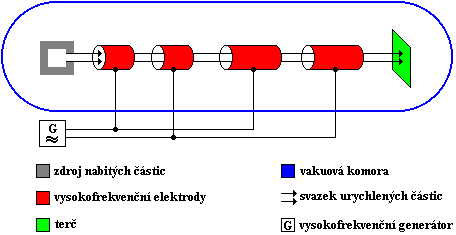 G
≈
zdroj nabitých částic
vakuová komora
vysokofrekvenční elektrody
svazek urychlených částic
terč
G
vysokofrekvenční generátor